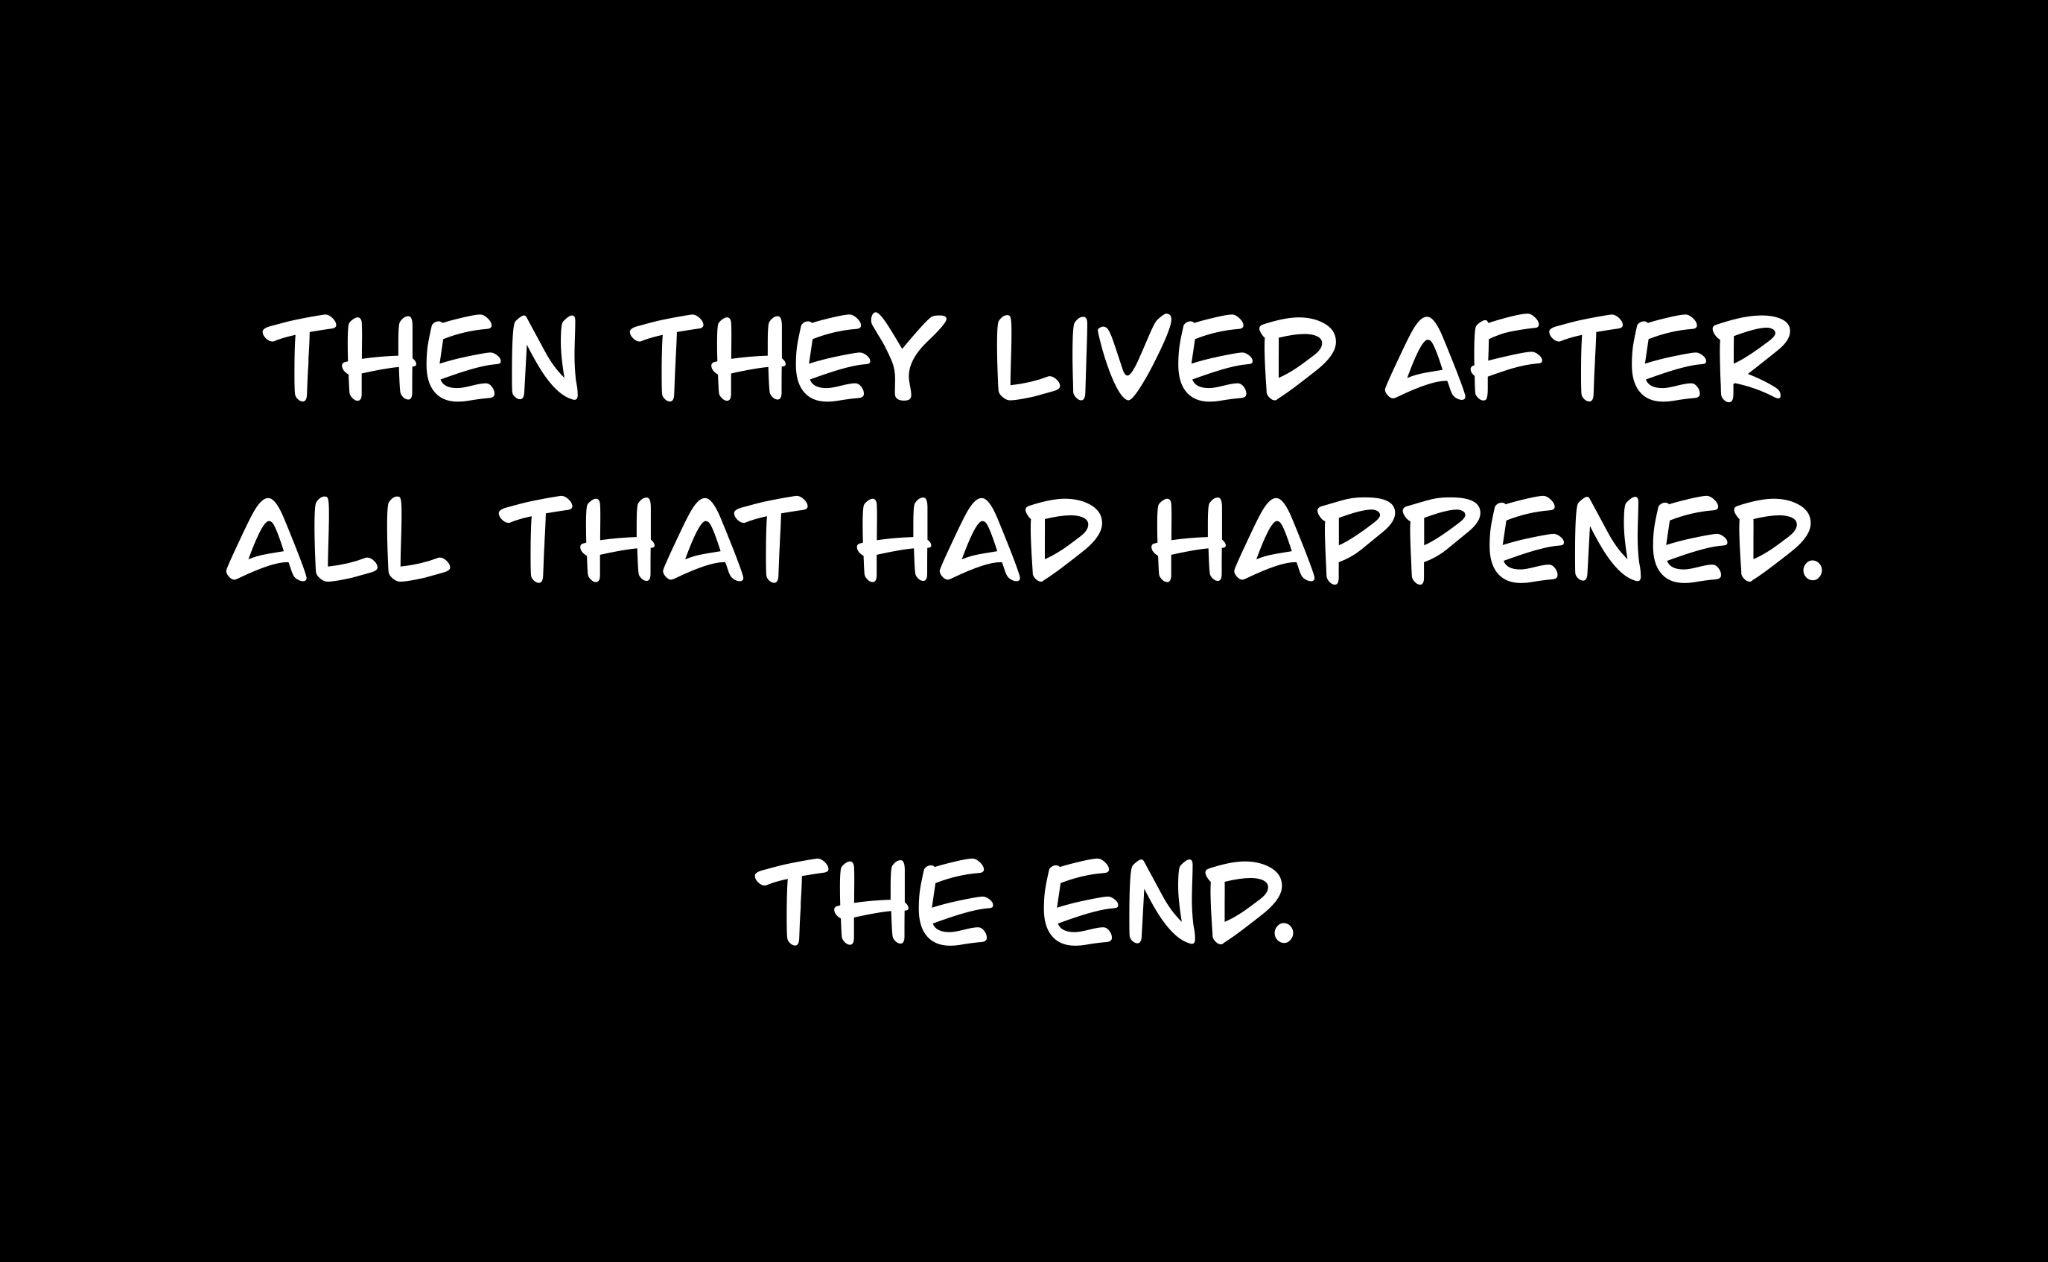 THEN THEY LIVED AFTER
ALL THAT HAD HAPPENED.
THE END.